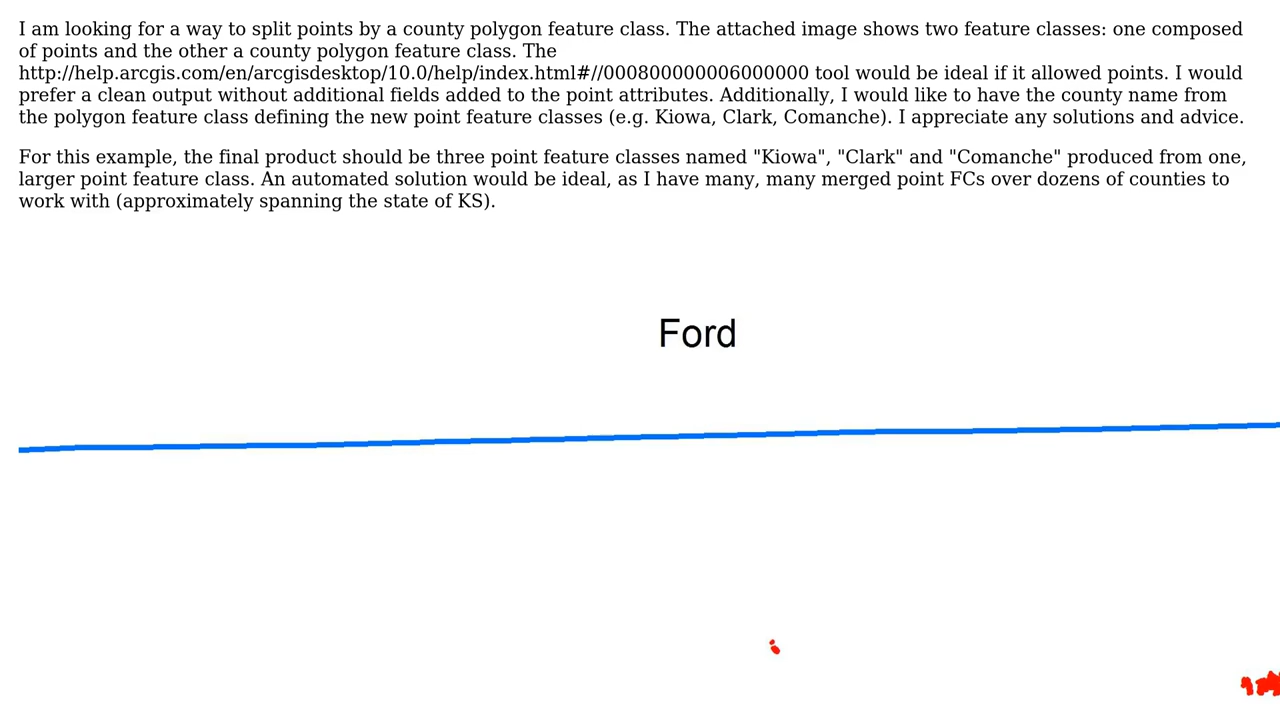 I am looking for a way to split points by a county polygon feature class. The attached image shows two feature classes: one composed
of points and the other a county polygon feature class. The
http://help.arcgis.com/en/arcgisdesktop/10.0/help/index.html#//000800000006000000 tool would be ideal if it allowed points. I would
prefer a clean output without additional fields added to the point attributes. Additionally, I would like to have the county name from
the polygon feature class defining the new point feature classes (e.g. Kiowa, Clark, Comanche). I appreciate any solutions and advice.
For this example, the final product should be three point feature classes named "Kiowa", "Clark" and "Comanche" produced from one,
larger point feature class. An automated solution would be ideal, as I have many, many merged point FCs over dozens of counties to
work with (approximately spanning the state of KS).
Ford